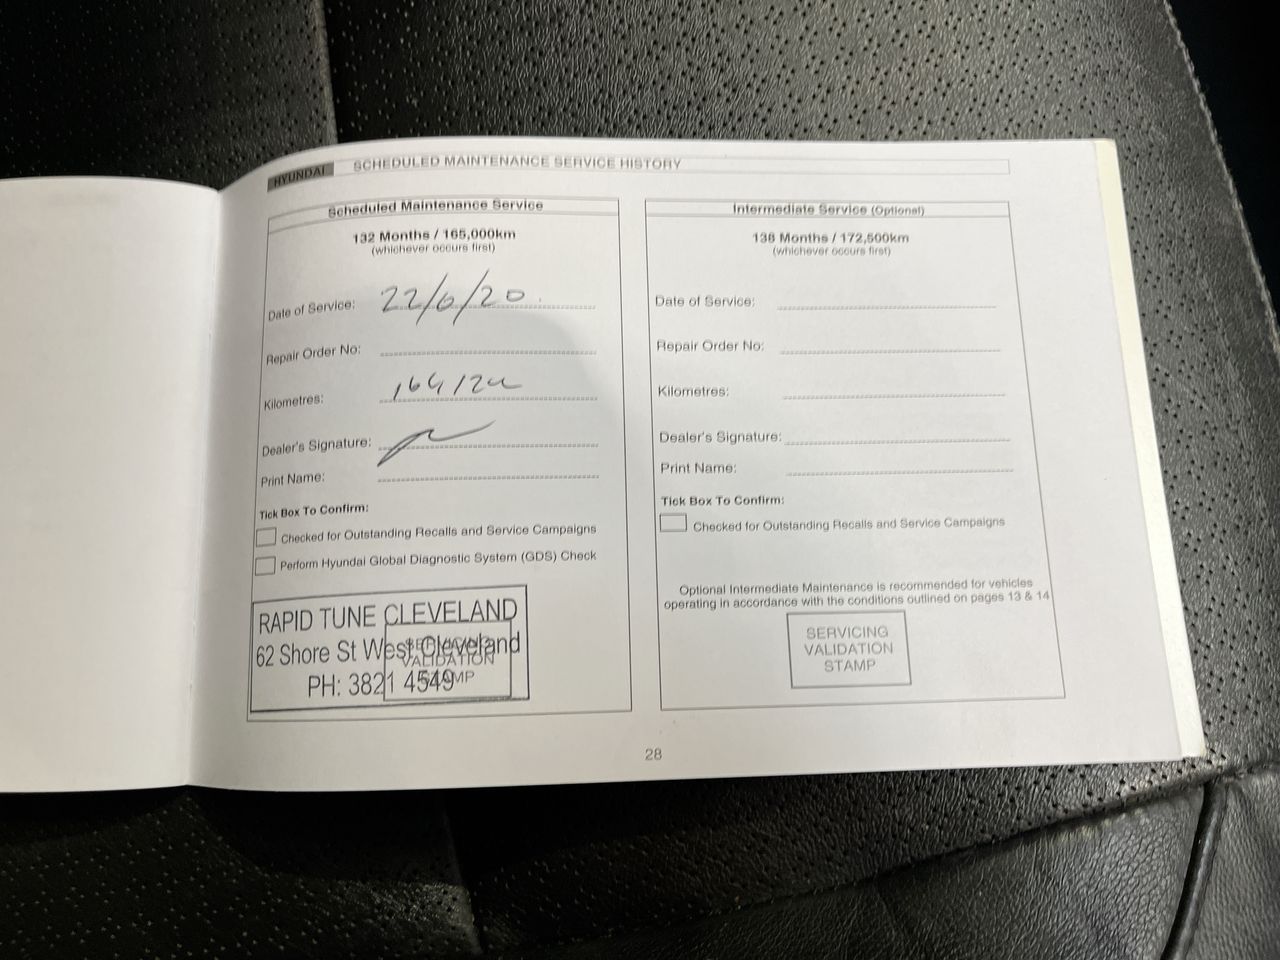 HYUNDAI SCHEDULED MAINTENANCE SERVICE HISTORY
Scheduled Maintenance Service
132 Months / 165,000km
(whichever occurs first)
Date of Service: 22/6/20
Repair Order No:
Kilometres:
Dealer's Signature:
Print Name:
Tick Box To Confirm:
Checked for Outstanding Recalls and Service Campaigns
Perform Hyundai Global Diagnostic System (GDS) Check
RAPID TUNE CLEVELAND
62 Shore St West Cleveland
PH: 3821 4549
SERVICING
VALIDATION
STAMP
Intermediate Service (Optional)
138 Months / 172,500km
(whichever occurs first)
Date of Service:
Repair Order No:
Kilometres:
Dealer's Signature:
Print Name:
Tick Box To Confirm:
Checked for Outstanding Recalls and Service Campaigns
Optional Intermediate Maintenance is recommended for vehicles
operating in accordance with the conditions outlined on pages 13 & 14
SERVICING
VALIDATION
STAMP
28